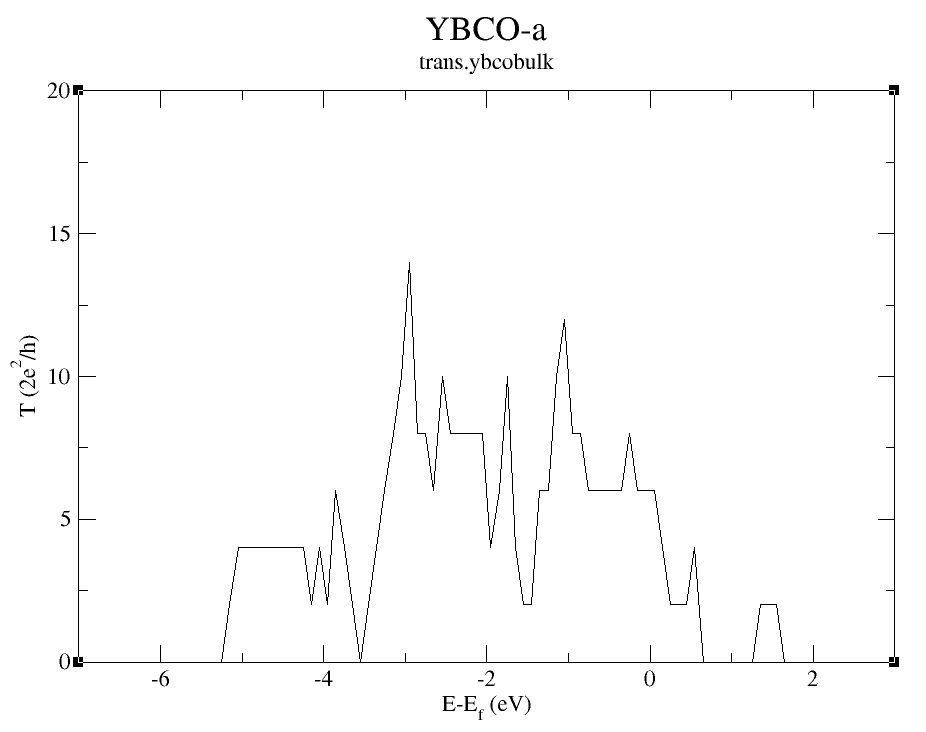 YBCO-a
trans.ybcobulk
20
15
10
5
0
T (2e²/h)
-6 -4 -2 0 2
E-E_f (eV)